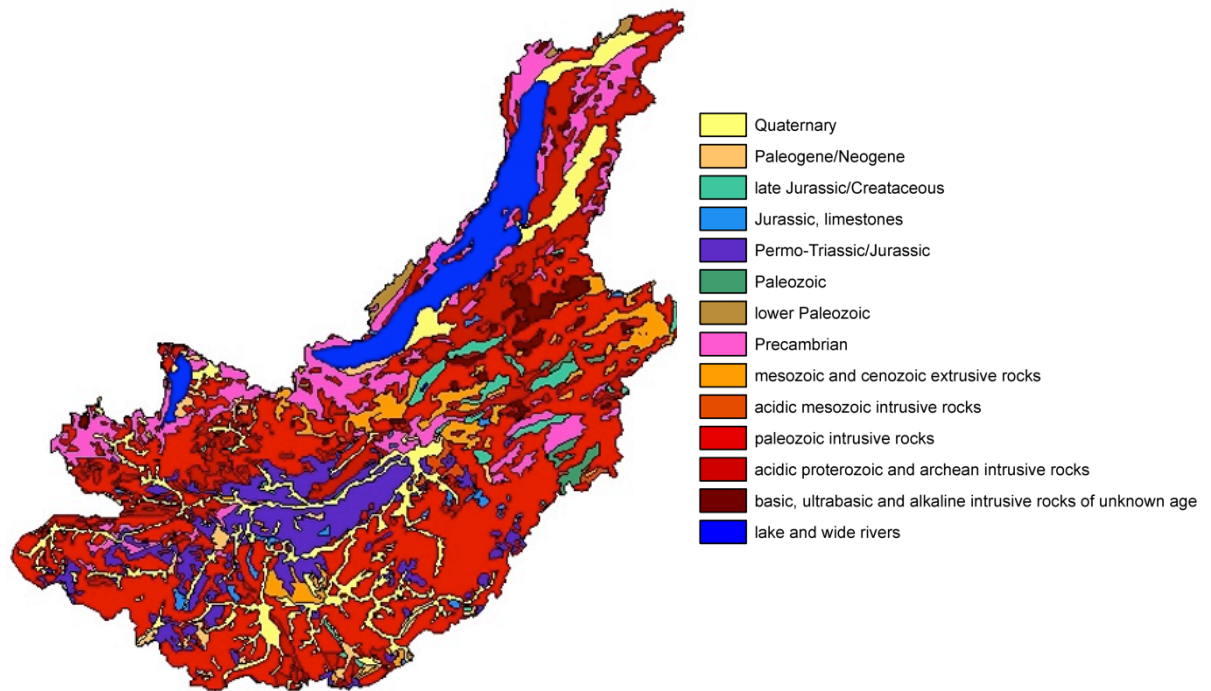 Quaternary
Paleogene/Neogene
late Jurassic/Creataceous
Jurassic, limestones
Permo-Triassic/Jurassic
Paleozoic
lower Paleozoic
Precambrian
mesozoic and cenozoic extrusive rocks
acidic mesozoic intrusive rocks
paleozoic intrusive rocks
acidic proterozoic and archean intrusive rocks
basic, ultrabasic and alkaline intrusive rocks of unknown age
lake and wide rivers